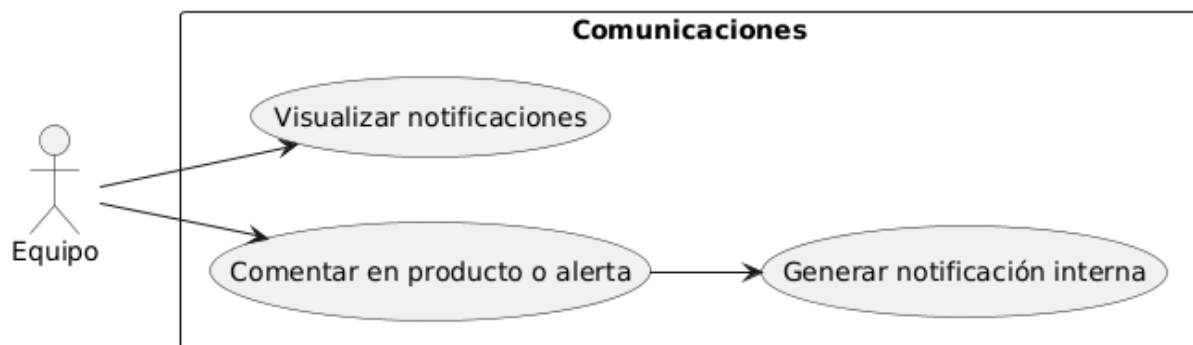 Comunicaciones
Visualizar notificaciones
Equipo
Comentar en producto o alerta
Generar notificación interna